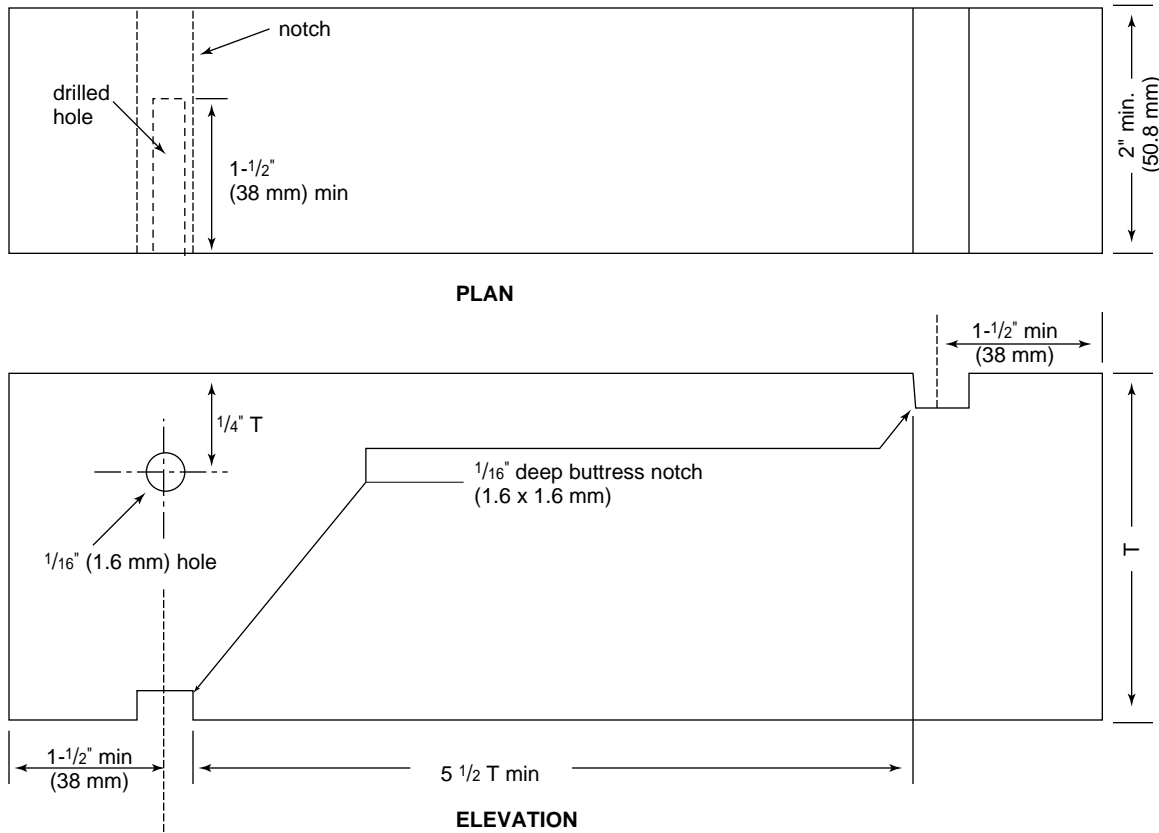 notch
drilled
hole
1-1/2"
(38 mm) min
2" min.
(50.8 mm)
PLAN
1-1/2" min
(38 mm)
1/4" T
1/16" deep buttress notch
(1.6 x 1.6 mm)
1/16" (1.6 mm) hole
T
1-1/2" min
(38 mm)
5 1/2 T min
ELEVATION